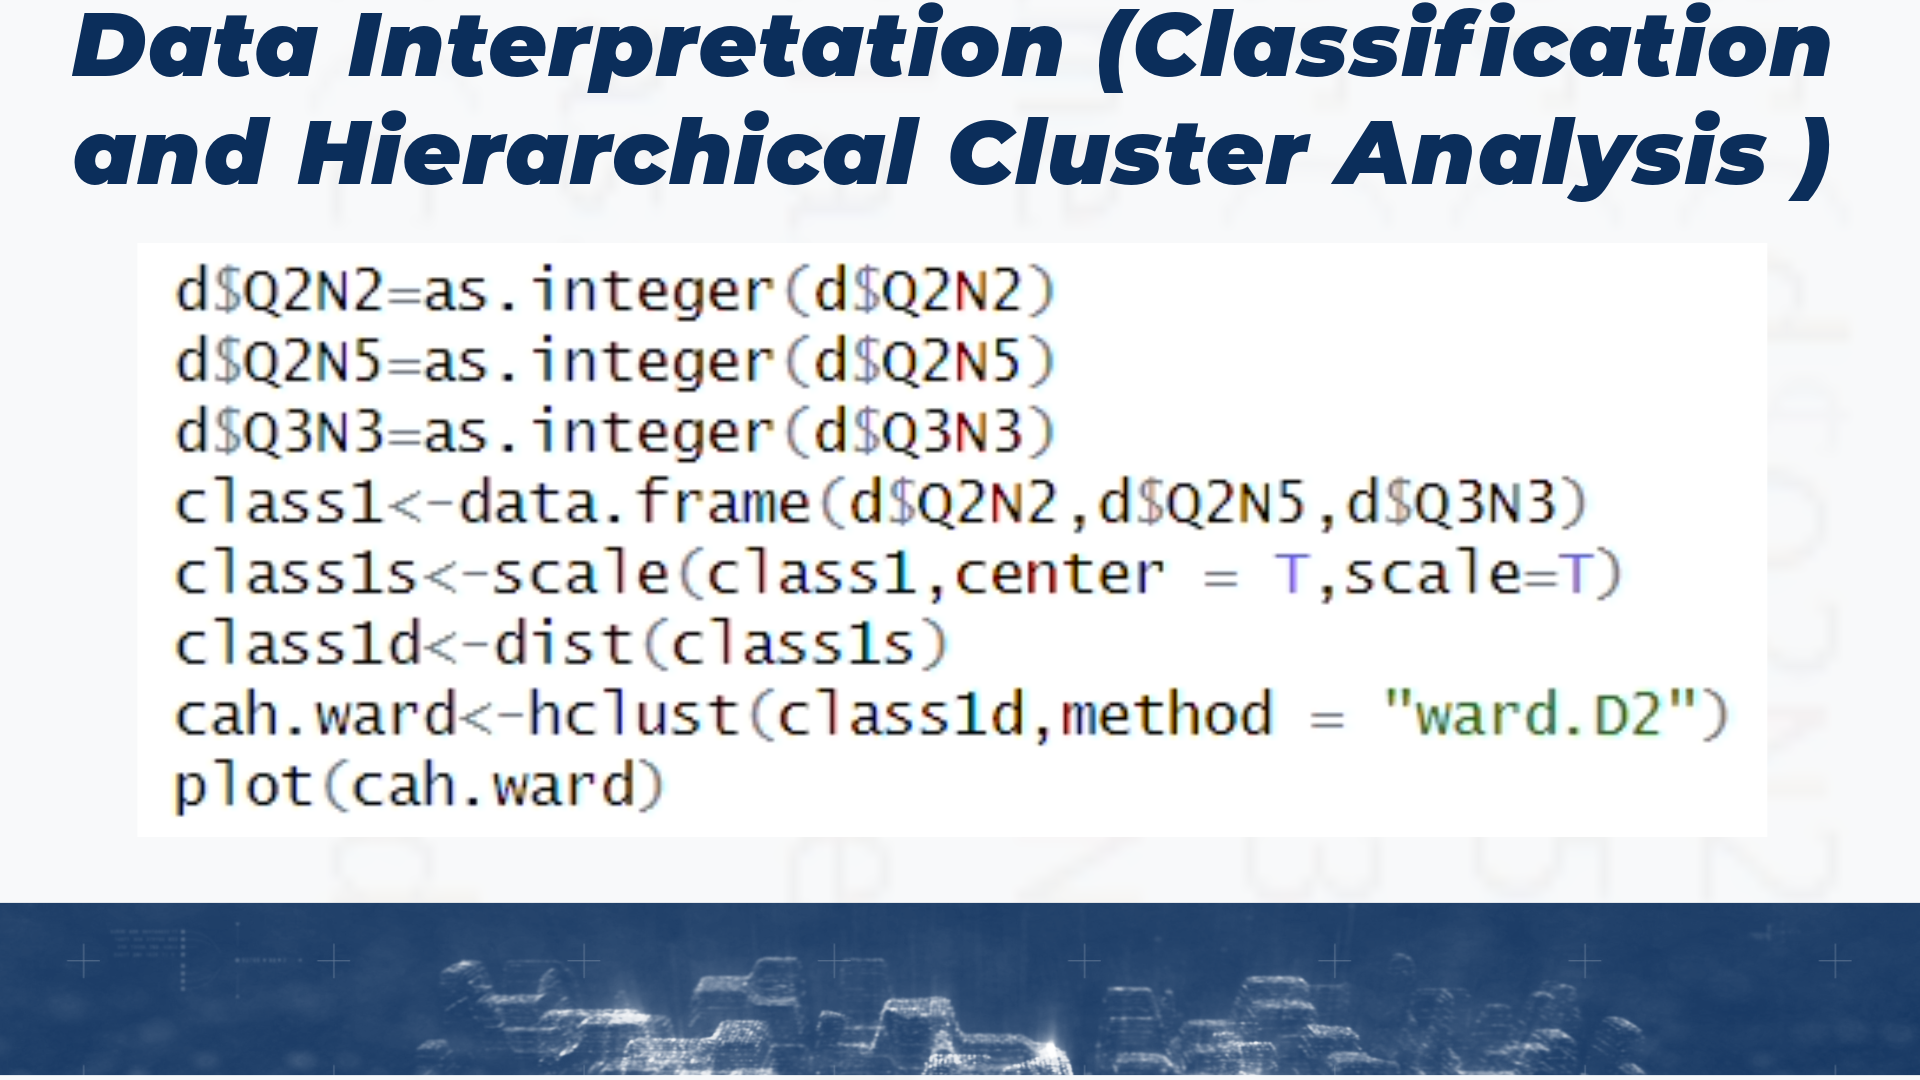 Data Interpretation (Classification
and Hierarchical Cluster Analysis )
d$Q2N2=as.integer(d$Q2N2)
d$Q2N5=as.integer(d$Q2N5)
d$Q3N3=as.integer(d$Q3N3)
class1<-data.frame(d$Q2N2,d$Q2N5,d$Q3N3)
class1s<-scale(class1,center = T,scale=T)
class1d<-dist(class1s)
cah.ward<-hclust(class1d,method = "ward.D2")
plot(cah.ward)